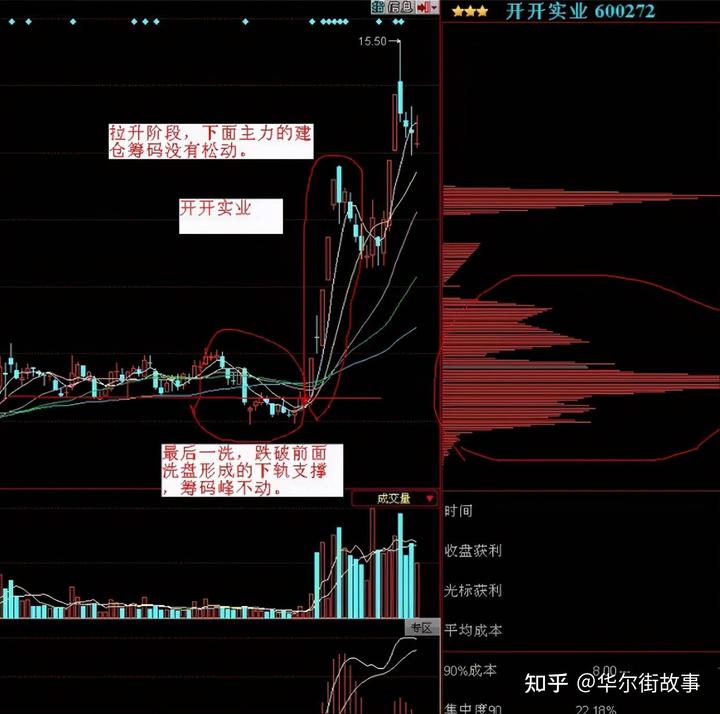 信息
★★★ 开开实业 600272
15.50
拉升阶段，下面主力的建
仓筹码没有松动。
开开实业
最后一洗，跌破前面
洗盘形成的下轨支撑
，筹码峰不动。
成交量
时间
收盘获利
光标获利
平均成本
专区
90%成本 8.00
集中度90 22.18%
知乎 @华尔街故事